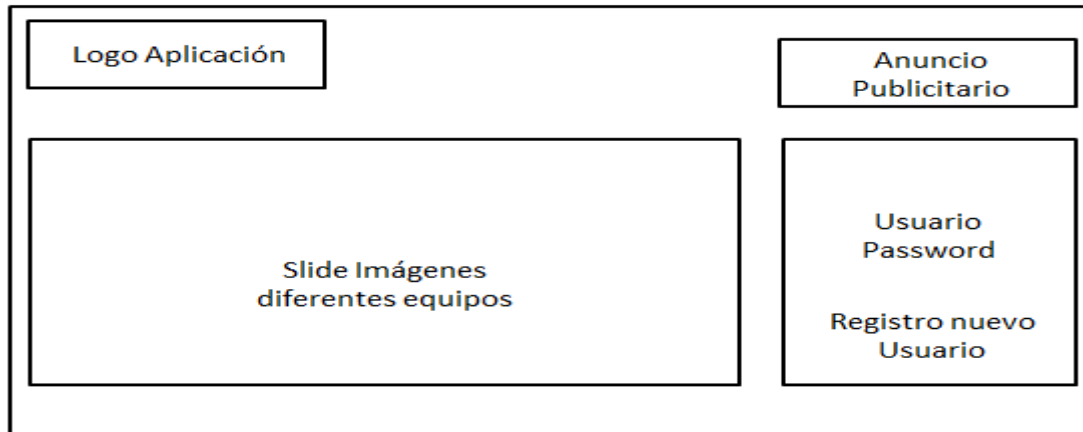 Logo Aplicación
Anuncio
Publicitario
Slide Imágenes
diferentes equipos
Usuario
Password
Registro nuevo
Usuario